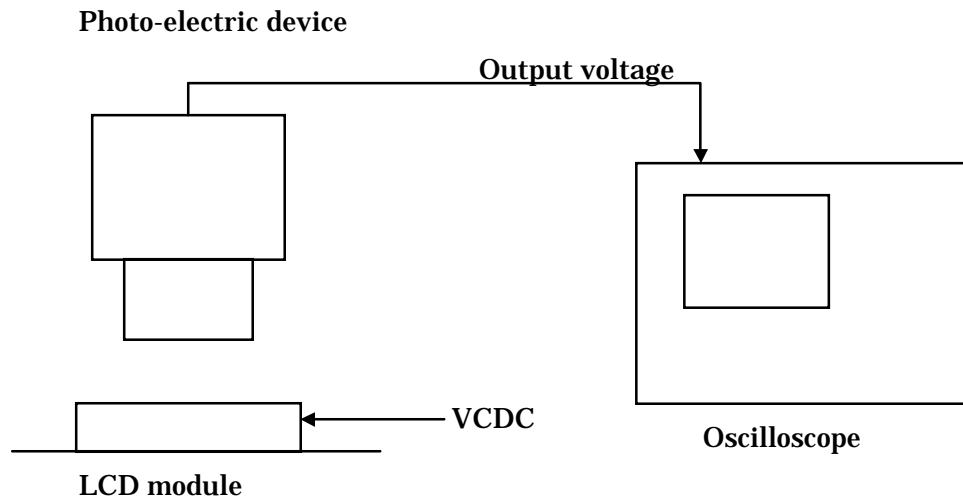 Photo-electric device
Output voltage
VCDC
Oscilloscope
LCD module